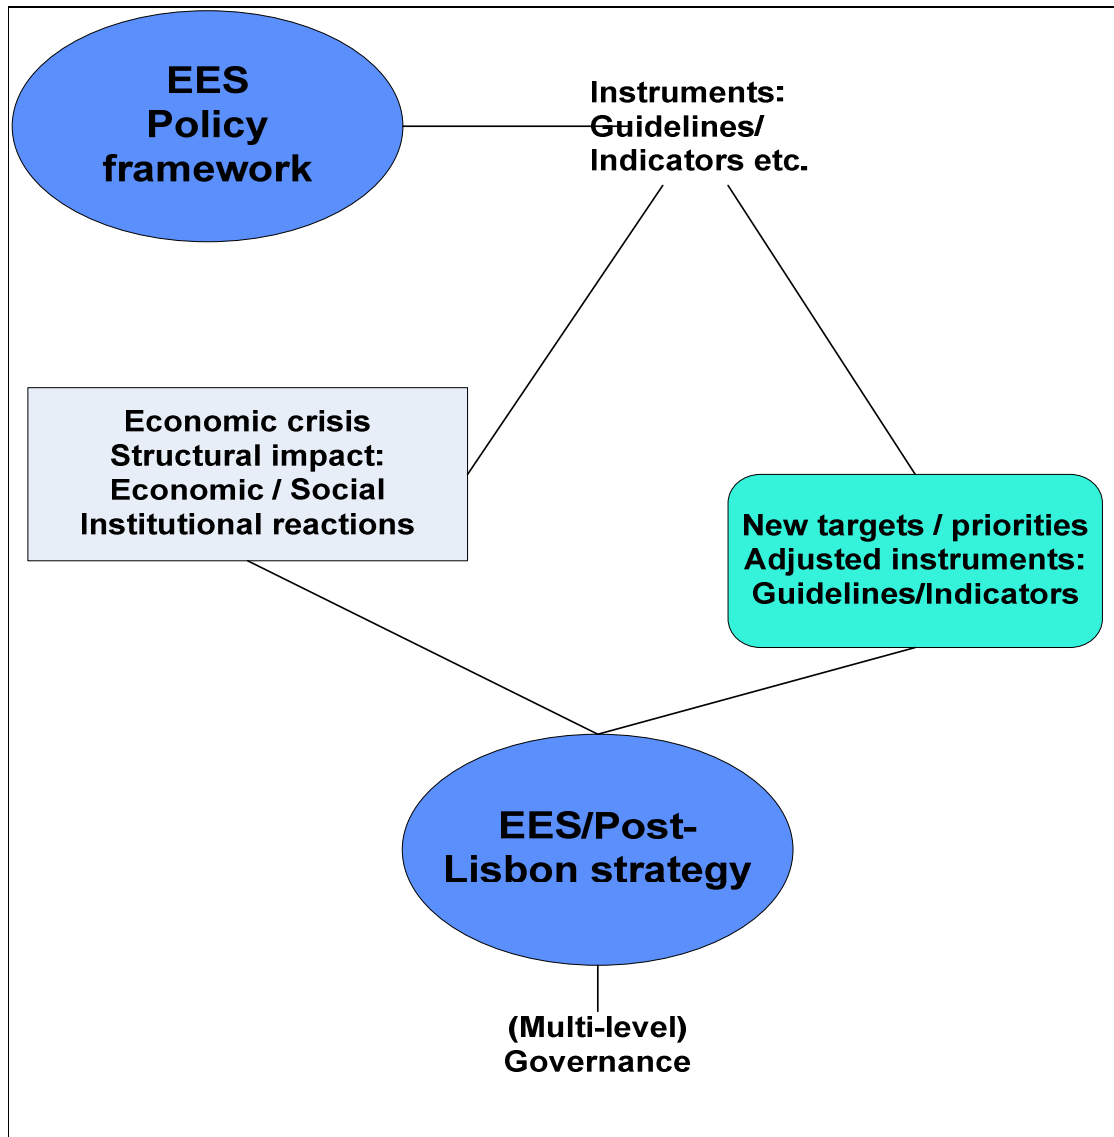 EES
Policy
framework
Instruments:
Guidelines/
Indicators etc.
Economic crisis
Structural impact:
Economic / Social
Institutional reactions
New targets / priorities
Adjusted instruments:
Guidelines/Indicators
EES/Post-
Lisbon strategy
(Multi-level)
Governance